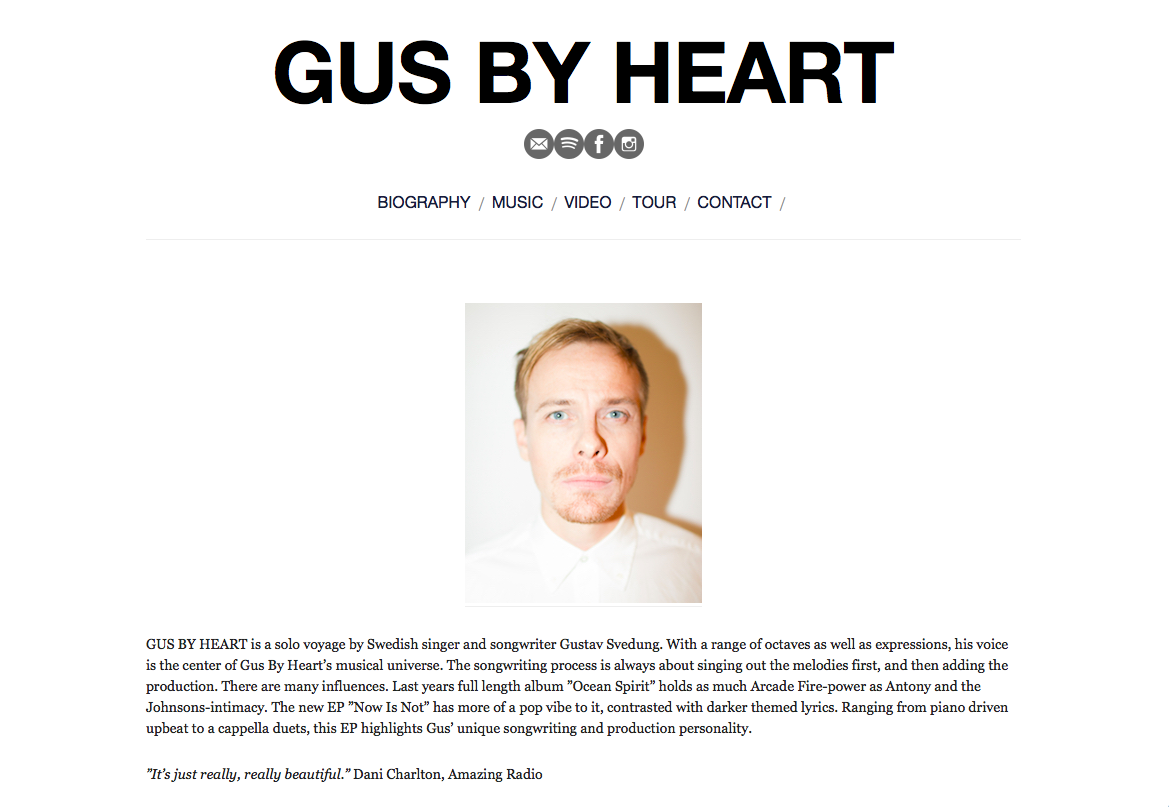 GUS BY HEART
BIOGRAPHY / MUSIC / VIDEO / TOUR / CONTACT /
GUS BY HEART is a solo voyage by Swedish singer and songwriter Gustav Svedung. With a range of octaves as well as expressions, his voice
is the center of Gus By Heart’s musical universe. The songwriting process is always about singing out the melodies first, and then adding the
production. There are many influences. Last years full length album ”Ocean Spirit” holds as much Arcade Fire-power as Antony and the
Johnsons-intimacy. The new EP ”Now Is Not” has more of a pop vibe to it, contrasted with darker themed lyrics. Ranging from piano driven
upbeat to a cappella duets, this EP highlights Gus’ unique songwriting and production personality.
”It’s just really, really beautiful.” Dani Charlton, Amazing Radio